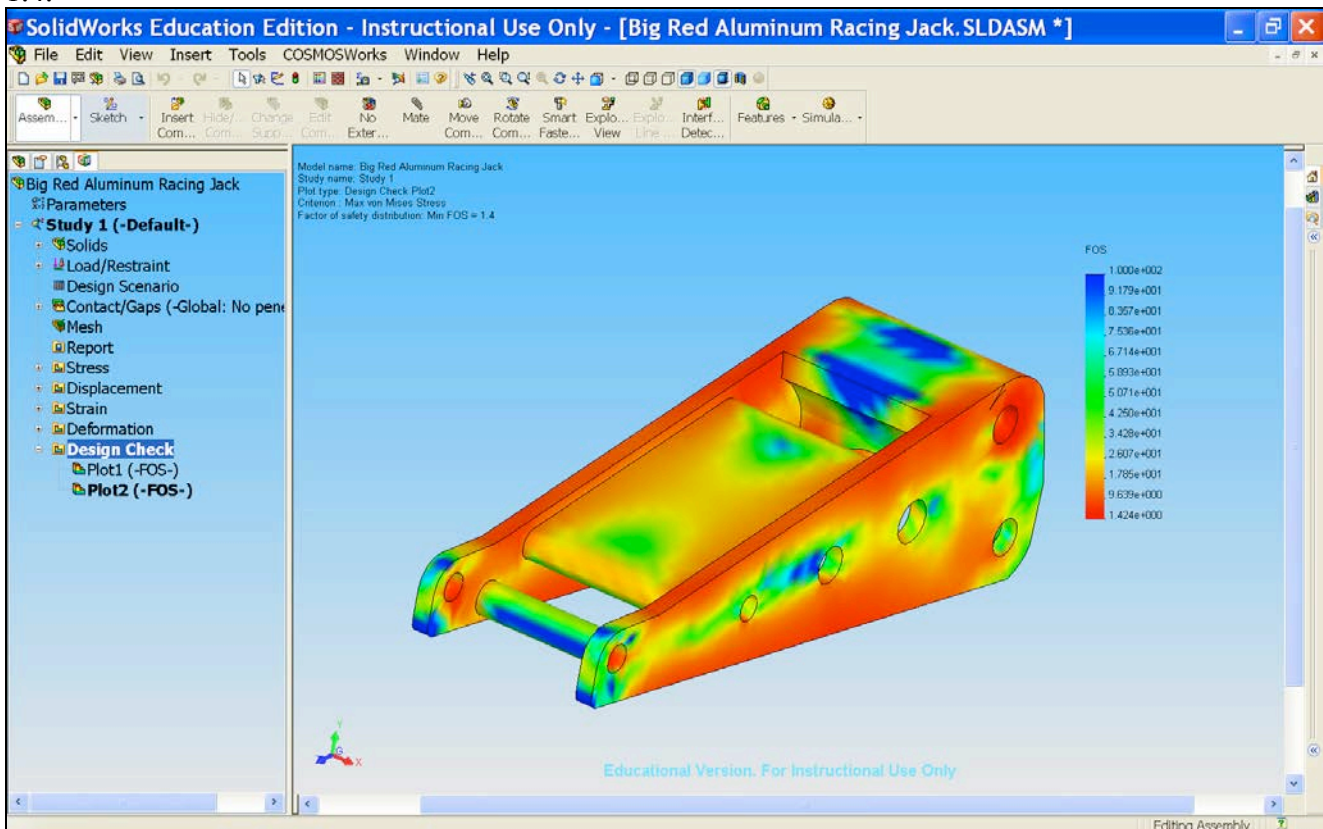 SolidWorks Education Edition - Instructional Use Only - [Big Red Aluminum Racing Jack.SLDASM *]
File Edit View Insert Tools COSMOSWorks Window Help
Assem... Sketch Insert Com... Hide/... Com... Change Supp... Edit Com... No Exter... Mate Move Com... Rotate Com... Smart Faste... Explo... View Explo... Line ... Interf... Detec... Features Simula...
Big Red Aluminum Racing Jack
Parameters
Study 1 (-Default-)
Solids
Load/Restraint
Design Scenario
Contact/Gaps (-Global: No pene
Mesh
Report
Stress
Displacement
Strain
Deformation
Design Check
Plot1 (-FOS-)
Plot2 (-FOS-)
Model name: Big Red Aluminum Racing Jack
Study name: Study 1
Plot type: Design Check Plot2
Criterion : Max von Mises Stress
Factor of safety distribution: Min FOS = 1.4
FOS
1.000e+002
9.179e+001
8.357e+001
7.536e+001
6.714e+001
5.893e+001
5.071e+001
4.250e+001
3.428e+001
2.607e+001
1.785e+001
9.639e+000
1.424e+000
Y
X
Educational Version. For Instructional Use Only
Editing Assembly